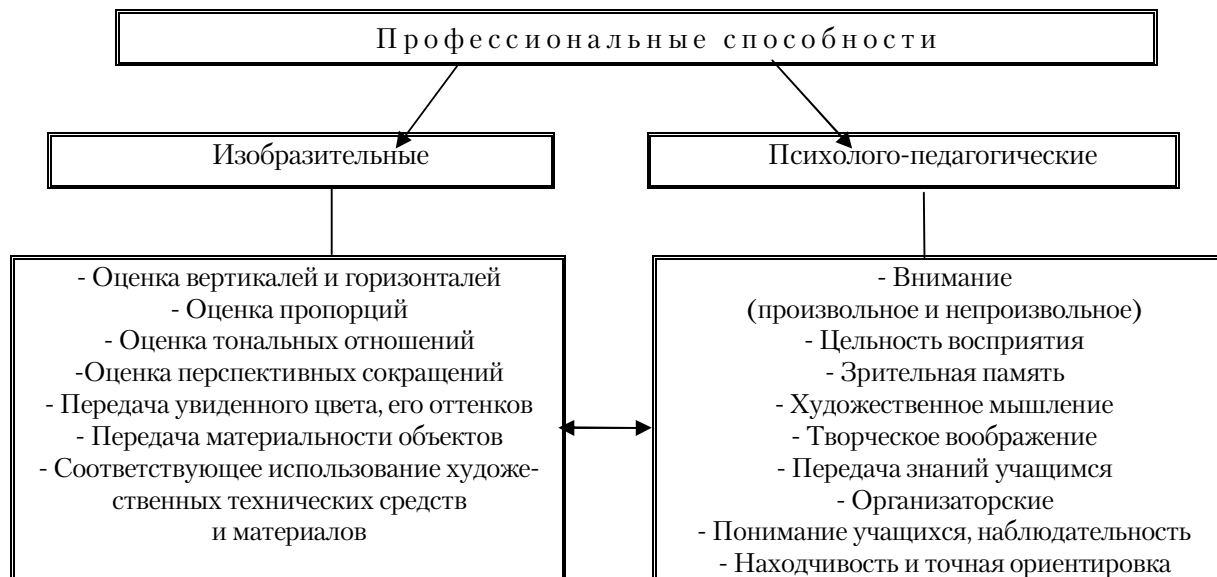 Профессиональные способности
Изобразительные
Психолого-педагогические
- Оценка вертикалей и горизонталей
- Оценка пропорций
- Оценка тональных отношений
-Оценка перспективных сокращений
- Передача увиденного цвета, его оттенков
- Передача материальности объектов
- Соответствующее использование художе-
ственных технических средств
и материалов
- Внимание
(произвольное и непроизвольное)
- Цельность восприятия
- Зрительная память
- Художественное мышление
- Творческое воображение
- Передача знаний учащимся
- Организаторские
- Понимание учащихся, наблюдательность
- Находчивость и точная ориентировка